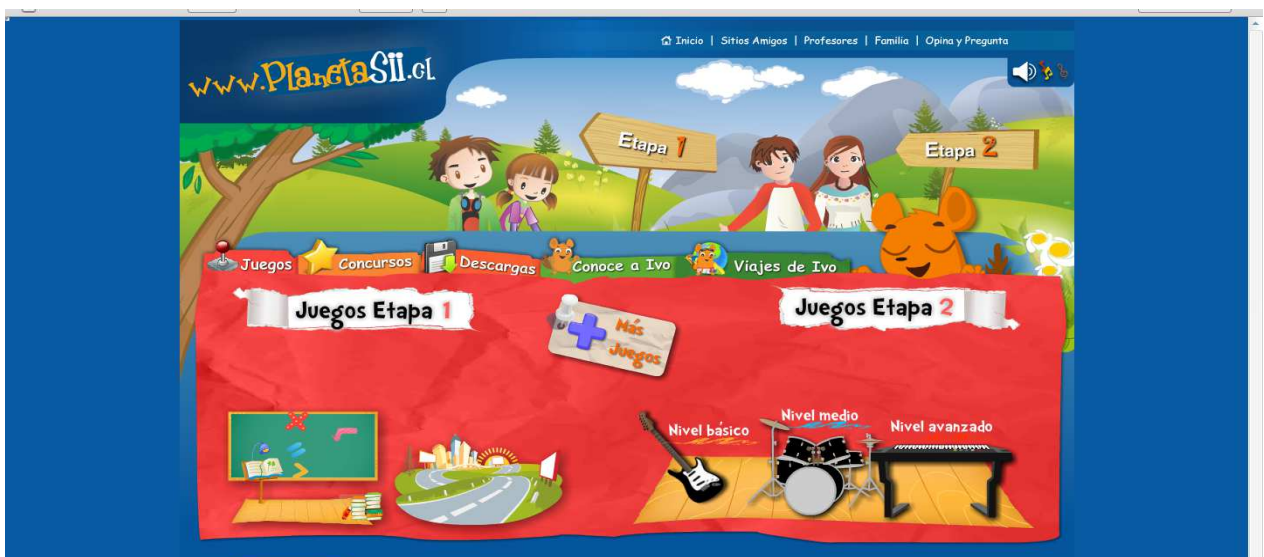 Inicio | Sitios Amigos | Profesores | Familia | Opina y Pregunta
www.PlanetaSii.cl
Etapa 1
Etapa 2
Juegos
Concursos
Descargas
Conoce a Ivo
Viajes de Ivo
Juegos Etapa 1
Más
Juegos
Juegos Etapa 2
Nivel básico
Nivel medio
Nivel avanzado